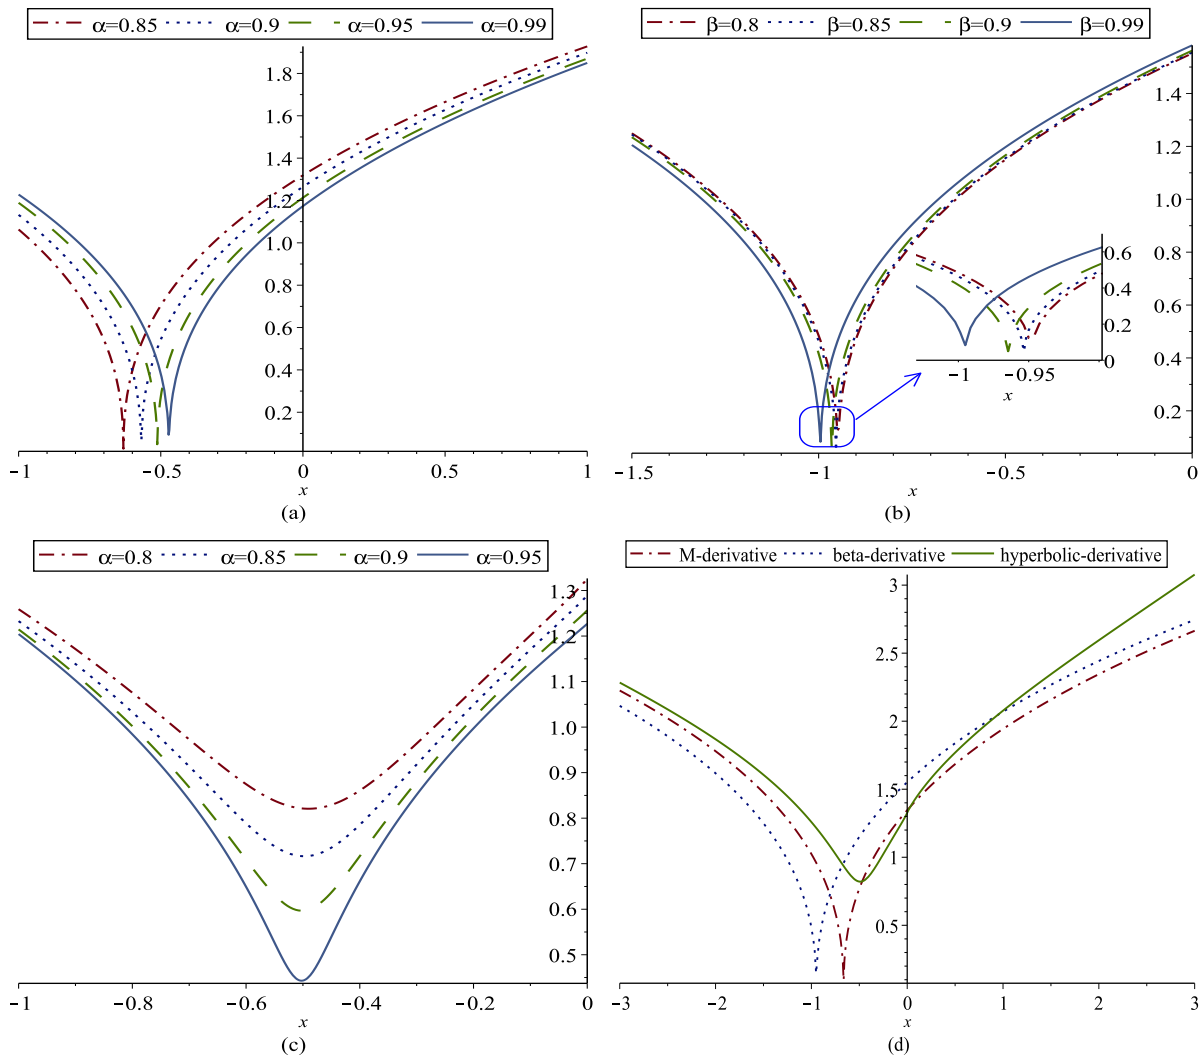 α=0.85 α=0.9 α=0.95 α=0.99
1.8
1.6
1.4
1.2
1.0
0.8
0.6
0.4
0.2
−1 −0.5 0 0.5 1
x
(a)
β=0.8 β=0.85 β=0.9 β=0.99
1.4
1.2
1.0
0.8
0.6
0.4
0.2
0.6
0.4
0.2
0
−1 −0.95
x
−1.5 −1 −0.5 0
x
(b)
α=0.8 α=0.85 α=0.9 α=0.95
1.3
1.2
1.1
1.0
0.9
0.8
0.7
0.6
0.5
−1 −0.8 −0.6 −0.4 −0.2 0
x
(c)
M-derivative beta-derivative hyperbolic-derivative
3
2.5
2
1.5
1
0.5
−3 −2 −1 0 1 2 3
x
(d)